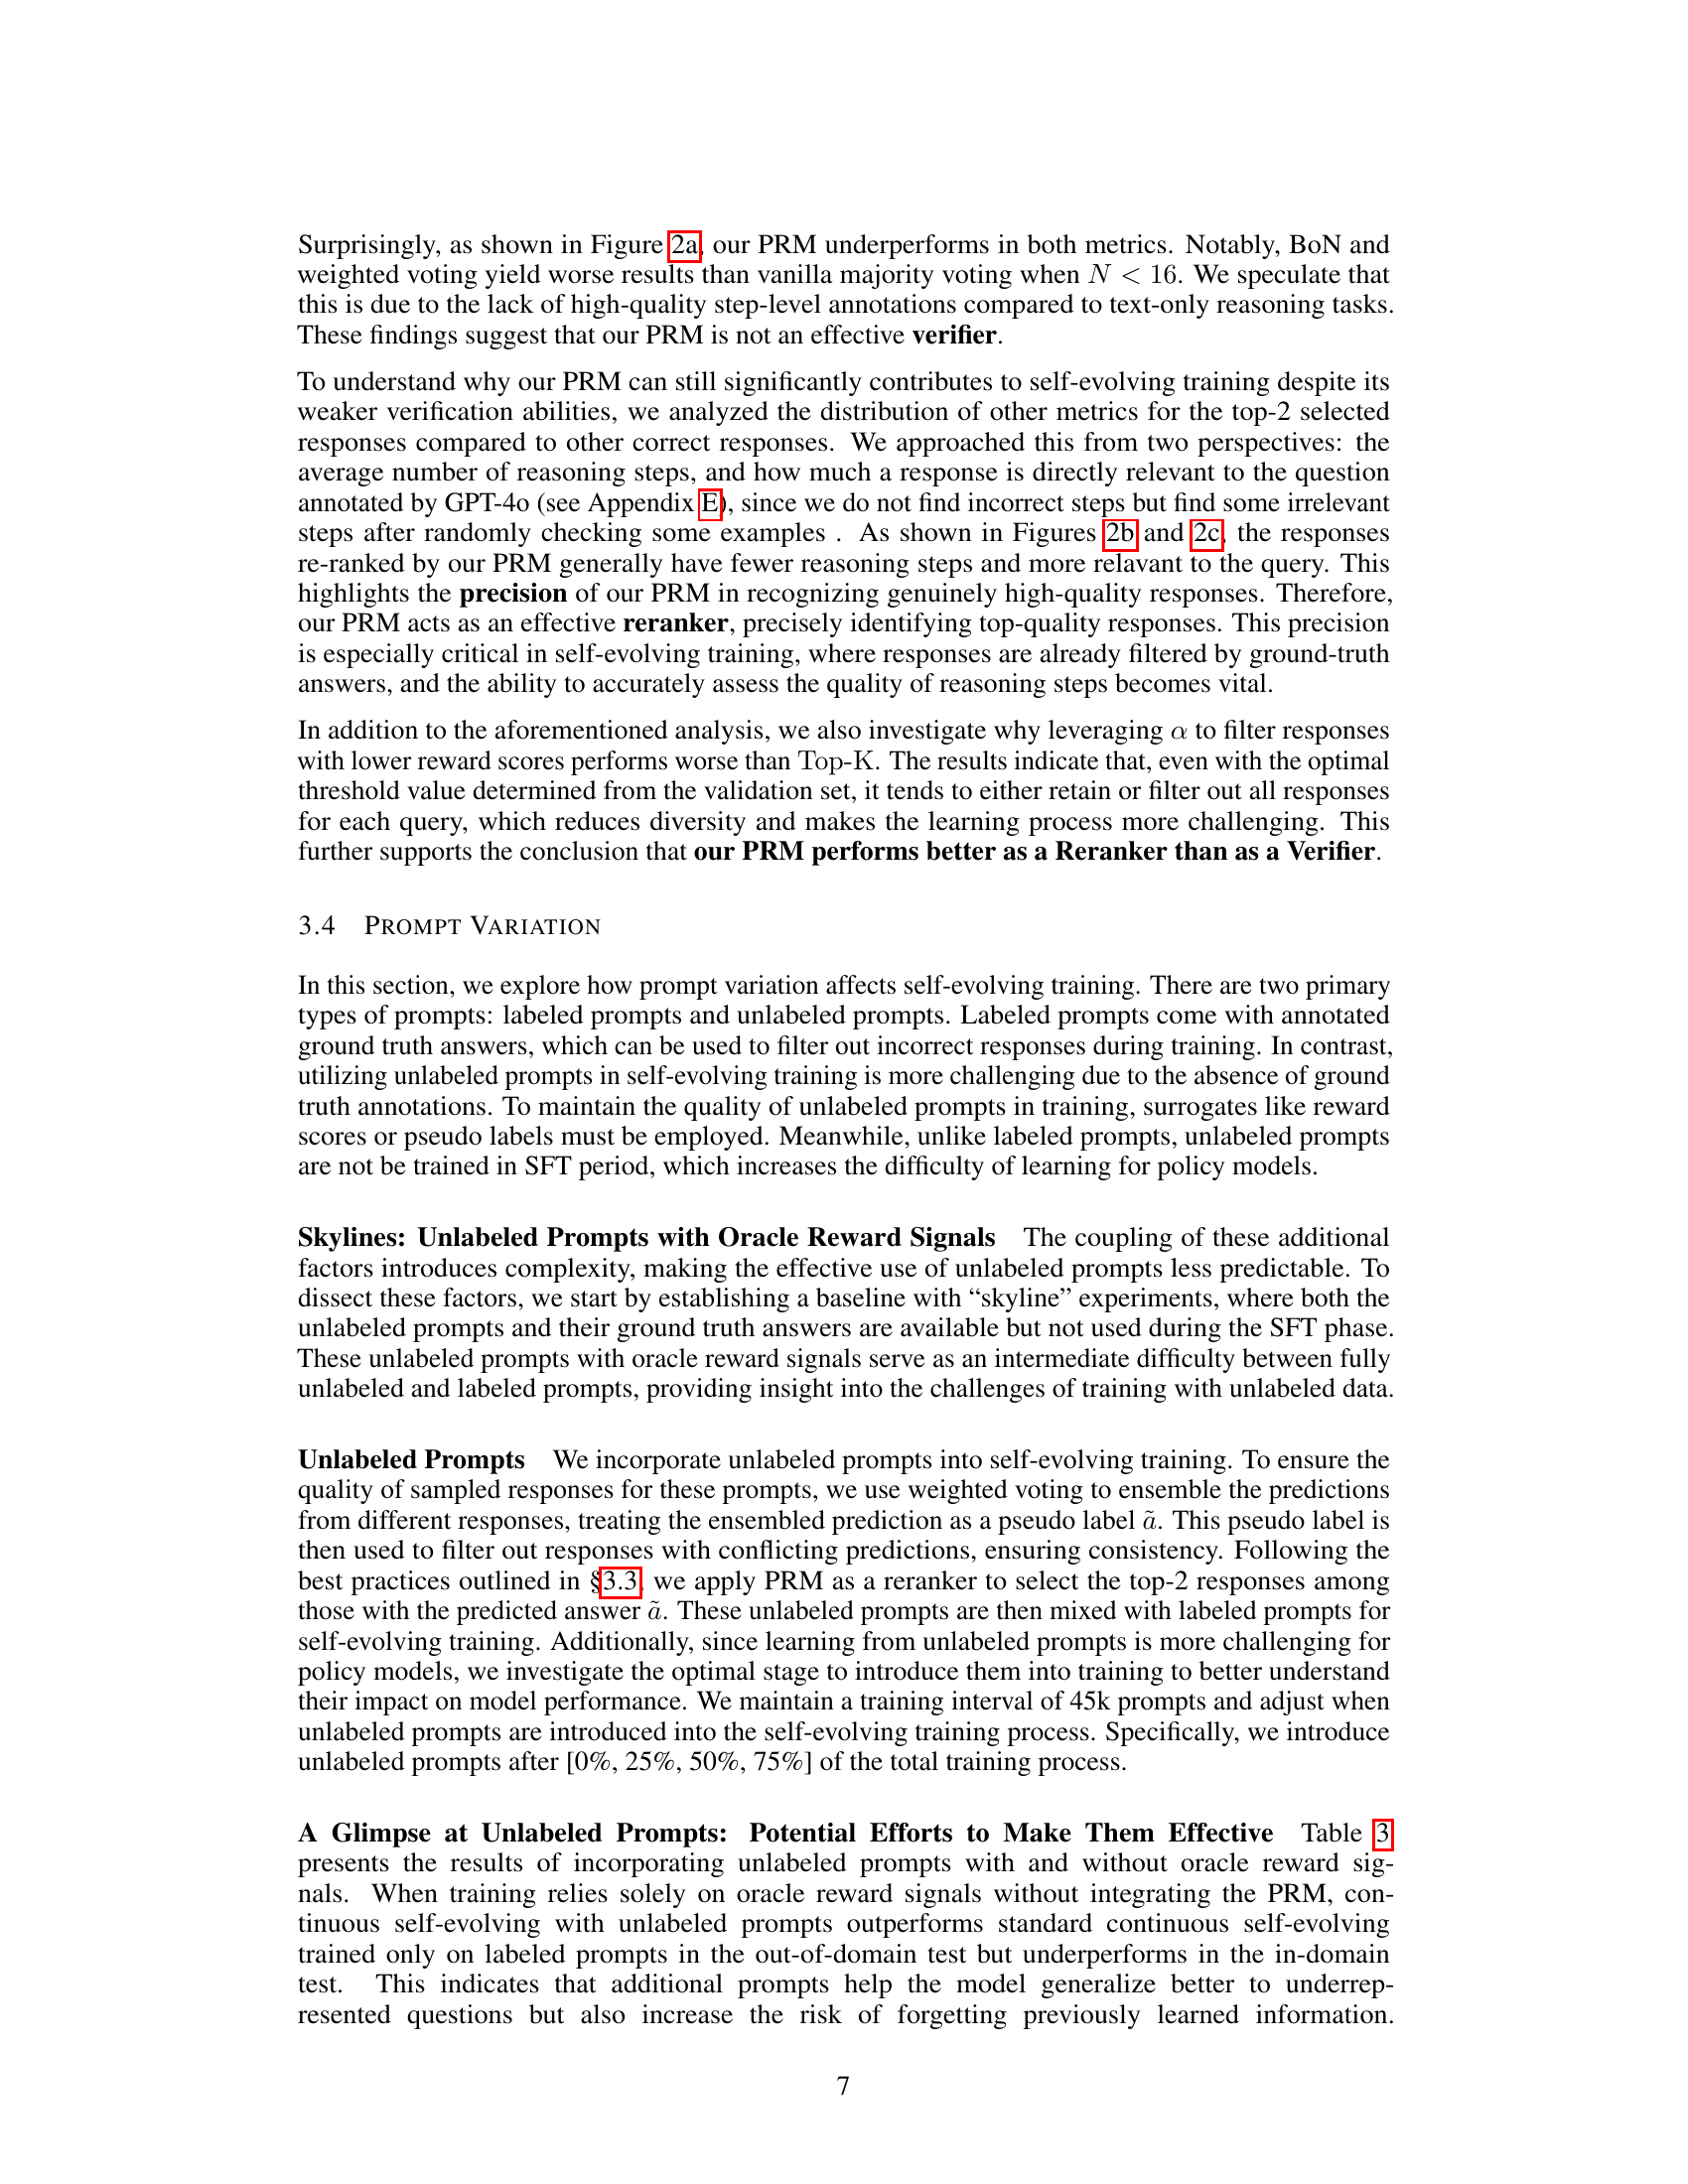 Surprisingly, as shown in Figure 2a, our PRM underperforms in both metrics. Notably, BoN and
weighted voting yield worse results than vanilla majority voting when N < 16. We speculate that
this is due to the lack of high-quality step-level annotations compared to text-only reasoning tasks.
These findings suggest that our PRM is not an effective verifier.
To understand why our PRM can still significantly contributes to self-evolving training despite its
weaker verification abilities, we analyzed the distribution of other metrics for the top-2 selected
responses compared to other correct responses. We approached this from two perspectives: the
average number of reasoning steps, and how much a response is directly relevant to the question
annotated by GPT-4o (see Appendix E), since we do not find incorrect steps but find some irrelevant
steps after randomly checking some examples . As shown in Figures 2b and 2c, the responses
re-ranked by our PRM generally have fewer reasoning steps and more relavant to the query. This
highlights the precision of our PRM in recognizing genuinely high-quality responses. Therefore,
our PRM acts as an effective reranker, precisely identifying top-quality responses. This precision
is especially critical in self-evolving training, where responses are already filtered by ground-truth
answers, and the ability to accurately assess the quality of reasoning steps becomes vital.
In addition to the aforementioned analysis, we also investigate why leveraging α to filter responses
with lower reward scores performs worse than Top-K. The results indicate that, even with the optimal
threshold value determined from the validation set, it tends to either retain or filter out all responses
for each query, which reduces diversity and makes the learning process more challenging. This
further supports the conclusion that our PRM performs better as a Reranker than as a Verifier.
3.4 PROMPT VARIATION
In this section, we explore how prompt variation affects self-evolving training. There are two primary
types of prompts: labeled prompts and unlabeled prompts. Labeled prompts come with annotated
ground truth answers, which can be used to filter out incorrect responses during training. In contrast,
utilizing unlabeled prompts in self-evolving training is more challenging due to the absence of ground
truth annotations. To maintain the quality of unlabeled prompts in training, surrogates like reward
scores or pseudo labels must be employed. Meanwhile, unlike labeled prompts, unlabeled prompts
are not be trained in SFT period, which increases the difficulty of learning for policy models.
Skylines: Unlabeled Prompts with Oracle Reward Signals The coupling of these additional
factors introduces complexity, making the effective use of unlabeled prompts less predictable. To
dissect these factors, we start by establishing a baseline with “skyline” experiments, where both the
unlabeled prompts and their ground truth answers are available but not used during the SFT phase.
These unlabeled prompts with oracle reward signals serve as an intermediate difficulty between fully
unlabeled and labeled prompts, providing insight into the challenges of training with unlabeled data.
Unlabeled Prompts We incorporate unlabeled prompts into self-evolving training. To ensure the
quality of sampled responses for these prompts, we use weighted voting to ensemble the predictions
from different responses, treating the ensembled prediction as a pseudo label ã. This pseudo label is
then used to filter out responses with conflicting predictions, ensuring consistency. Following the
best practices outlined in §3.3, we apply PRM as a reranker to select the top-2 responses among
those with the predicted answer ã. These unlabeled prompts are then mixed with labeled prompts for
self-evolving training. Additionally, since learning from unlabeled prompts is more challenging for
policy models, we investigate the optimal stage to introduce them into training to better understand
their impact on model performance. We maintain a training interval of 45k prompts and adjust when
unlabeled prompts are introduced into the self-evolving training process. Specifically, we introduce
unlabeled prompts after [0%, 25%, 50%, 75%] of the total training process.
A Glimpse at Unlabeled Prompts: Potential Efforts to Make Them Effective Table 3
presents the results of incorporating unlabeled prompts with and without oracle reward sig-
nals. When training relies solely on oracle reward signals without integrating the PRM, con-
tinuous self-evolving with unlabeled prompts outperforms standard continuous self-evolving
trained only on labeled prompts in the out-of-domain test but underperforms in the in-domain
test. This indicates that additional prompts help the model generalize better to underrep-
resented questions but also increase the risk of forgetting previously learned information.
7